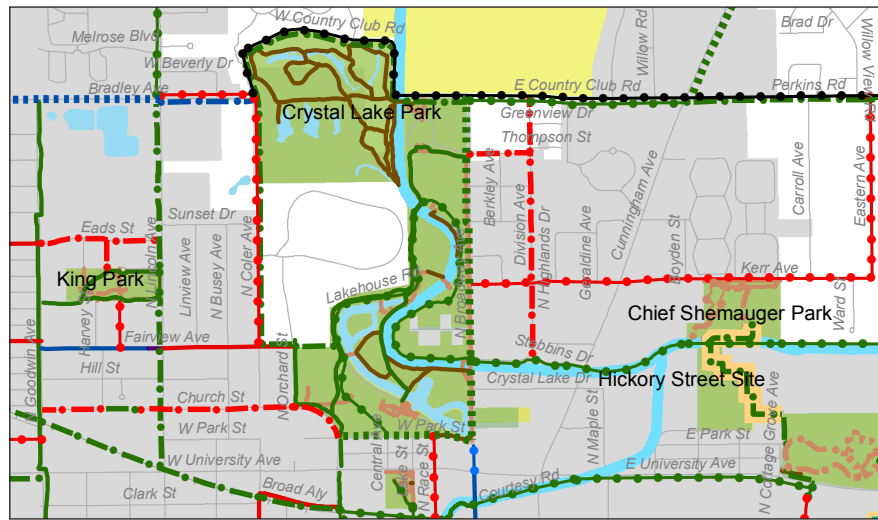 W Country Club Rd
Melrose Blvd
W Beverly Dr
Bradley Ave
Willow Rd
Brad Dr
Willow View Rd
E Country Club Rd
Perkins Rd
Crystal Lake Park
Greenview Dr
Thompson St
Berkley Ave
Division Ave
N Highlands Dr
Geraldine Ave
Cunningham Ave
Boyden St
Carroll Ave
Eastern Ave
Sunset Dr
Eads St
N Lincoln Ave
Linview Ave
N Busey Ave
N Coler Ave
Lakehouse Rd
N Broadway Ave
Kerr Ave
King Park
Harvey St
Fairview Ave
Hill St
N Goodwin Ave
N Orchard St
Chief Shemauger Park
Ward St
Stebbins Dr
Crystal Lake Dr
Hickory Street Site
Church St
W Park St
W Park St
Central Ave
Lake St
N Race St
N Maple St
E Park St
N Cottage Grove Ave
W University Ave
E University Ave
Clark St
Broad Aly
Courtesy Rd